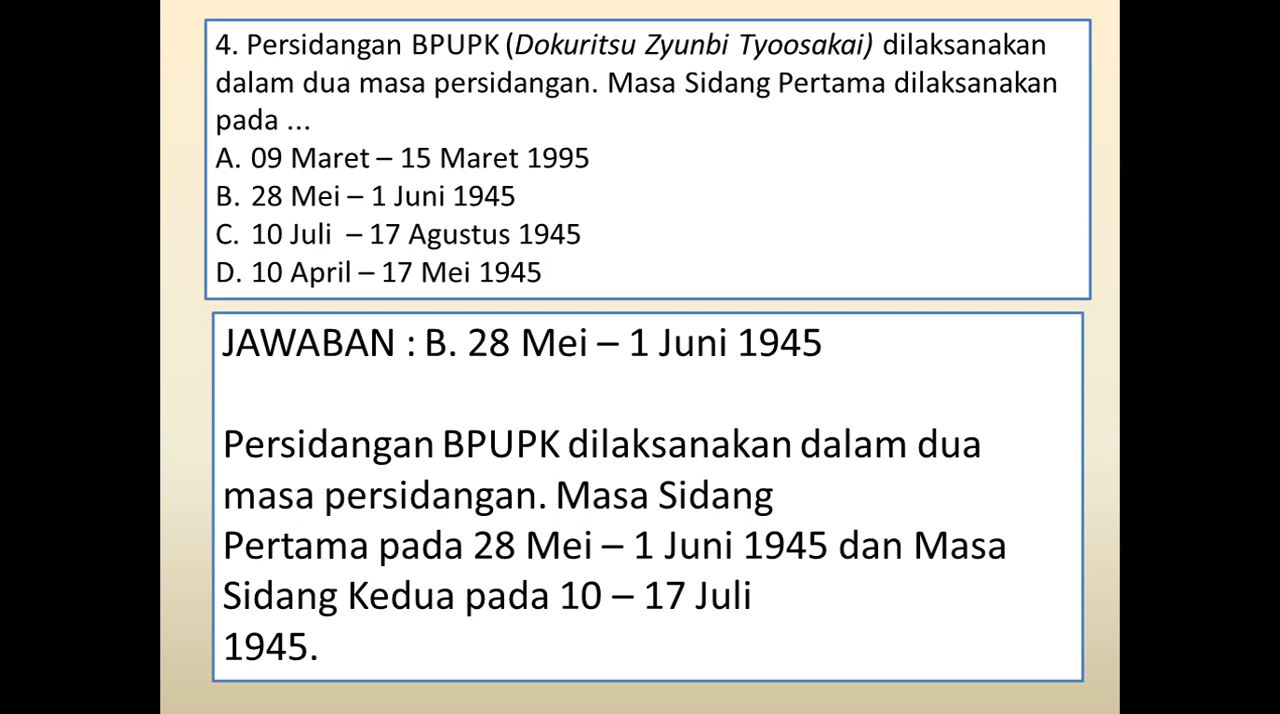 4. Persidangan BPUPK (Dokuritsu Zyunbi Tyoosakai) dilaksanakan
dalam dua masa persidangan. Masa Sidang Pertama dilaksanakan
pada ...
A. 09 Maret – 15 Maret 1995
B. 28 Mei – 1 Juni 1945
C. 10 Juli – 17 Agustus 1945
D. 10 April – 17 Mei 1945
JAWABAN : B. 28 Mei – 1 Juni 1945
Persidangan BPUPK dilaksanakan dalam dua
masa persidangan. Masa Sidang
Pertama pada 28 Mei – 1 Juni 1945 dan Masa
Sidang Kedua pada 10 – 17 Juli
1945.